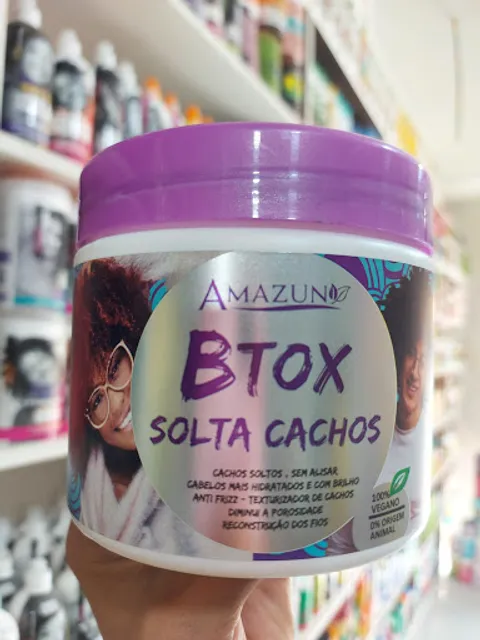 AMAZUN
BTOX
SOLTA CACHOS
CACHOS SOLTOS , SEM ALISAR
CABELOS MAIS HIDRATADOS E COM BRILHO
ANTI FRIZZ - TEXTURIZADOR DE CACHOS
DIMINUI A POROSIDADE
RECONSTRUÇÃO DOS FIOS
100%
VEGANO
0% ORIGEM
ANIMAL